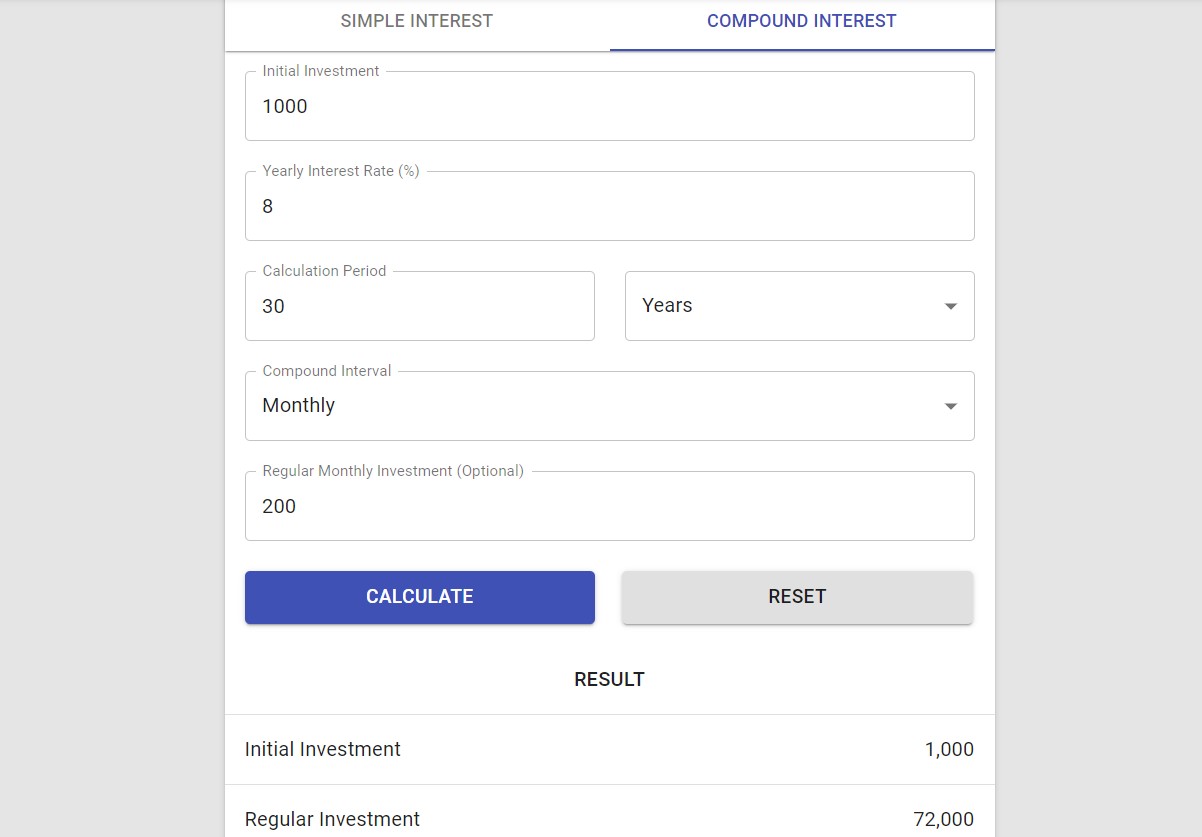 SIMPLE INTEREST COMPOUND INTEREST
Initial Investment
1000
Yearly Interest Rate (%)
8
Calculation Period
30 Years
Compound Interval
Monthly
Regular Monthly Investment (Optional)
200
CALCULATE RESET
RESULT
Initial Investment 1,000
Regular Investment 72,000